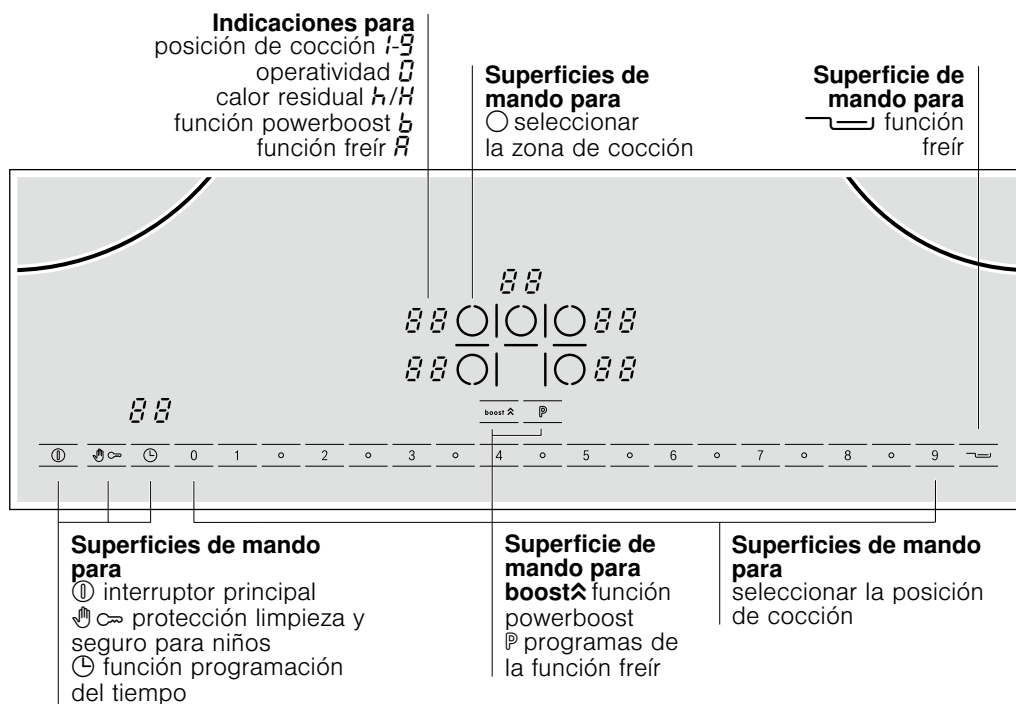 Indicaciones para
posición de cocción 1-9
operatividad 0
calor residual h/H
función powerboost b
función freír A
Superficies de
mando para
seleccionar
la zona de cocción
Superficie de
mando para
función
freír
88
88 88
88 88
88
boost P
0 1 2 3 4 5 6 7 8 9
Superficies de mando
para
interruptor principal
protección limpieza y
seguro para niños
función programación
del tiempo
Superficie de
mando para
boost función
powerboost
P programas de
la función freír
Superficies de mando
para
seleccionar la posición
de cocción